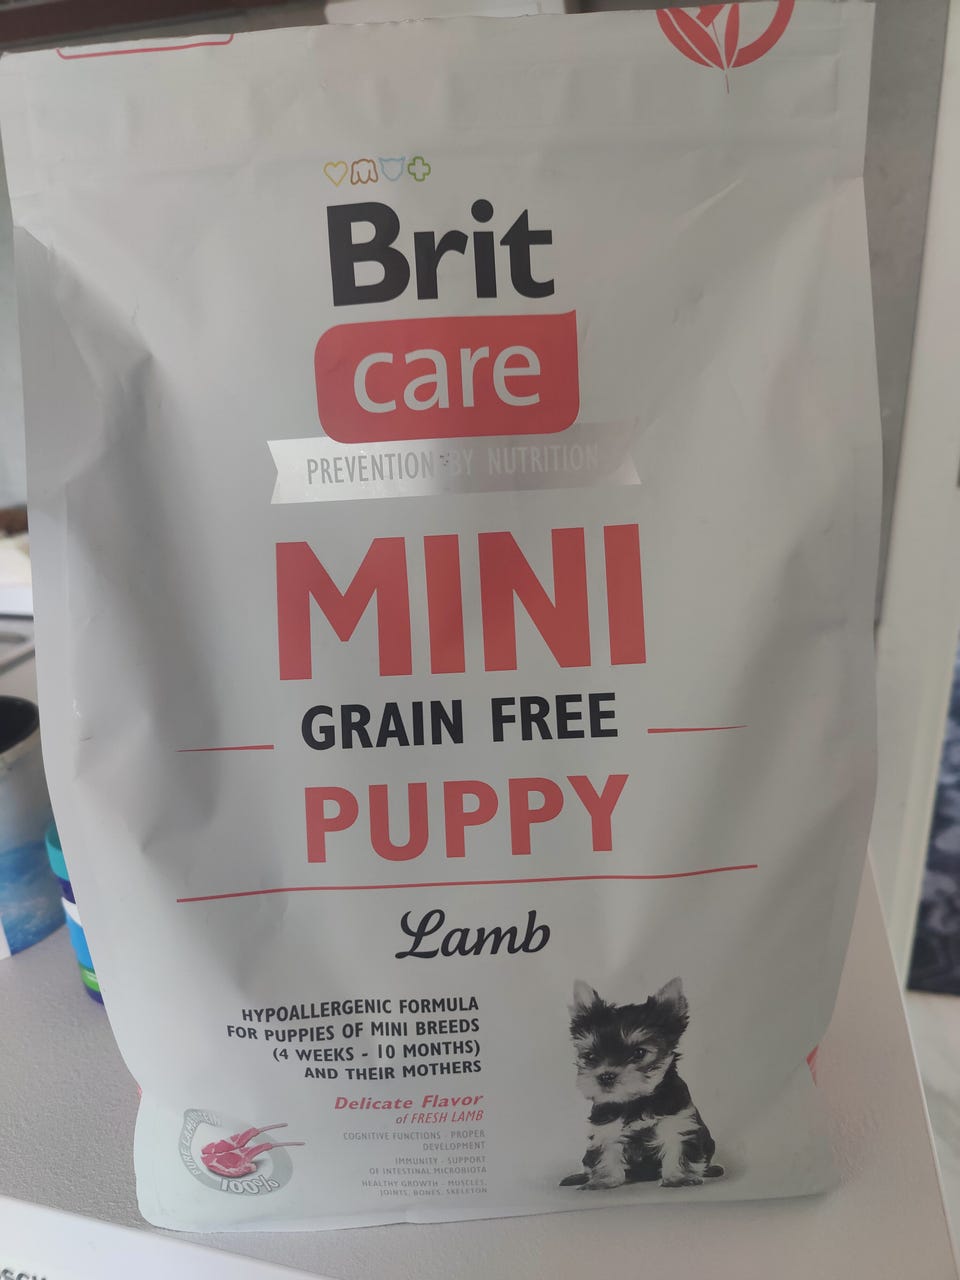 Brit
care
PREVENTION BY NUTRITION
MINI
GRAIN FREE
PUPPY
Lamb
HYPOALLERGENIC FORMULA
FOR PUPPIES OF MINI BREEDS
(4 WEEKS - 10 MONTHS)
AND THEIR MOTHERS
Delicate Flavor
of FRESH LAMB
COGNITIVE FUNCTIONS - PROPER
DEVELOPMENT
IMMUNITY - SUPPORT
OF INTESTINAL MICROBIOTA
HEALTHY GROWTH - MUSCLES,
JOINTS, BONES, SKELETON
PURE LAMB
100%